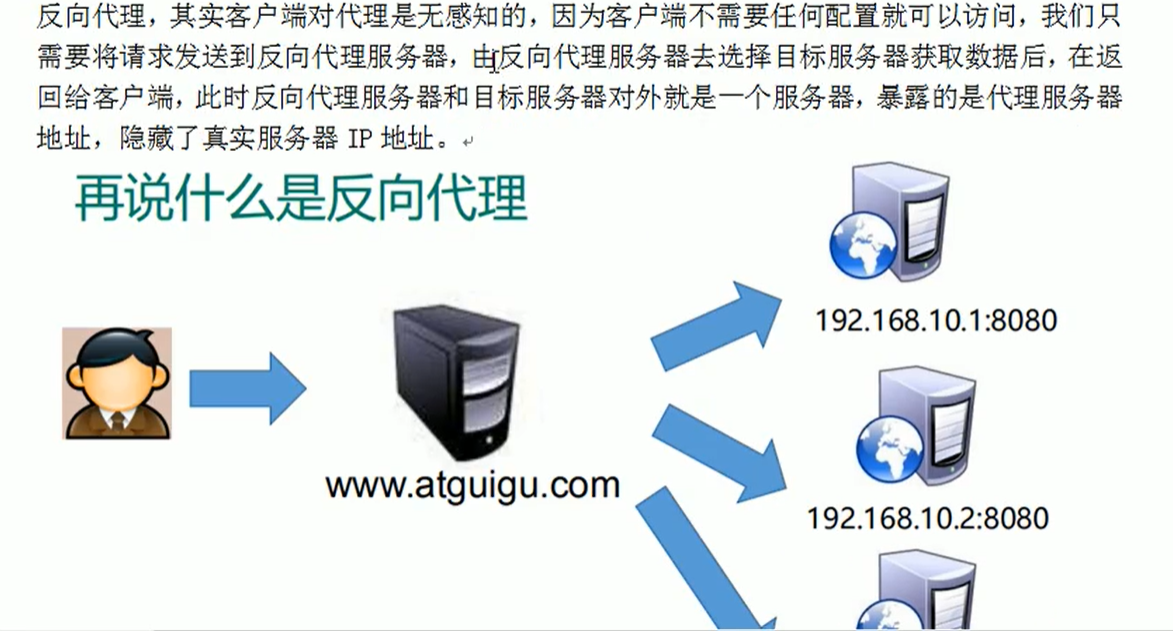 反向代理，其实客户端对代理是无感知的，因为客户端不需要任何配置就可以访问，我们只
需要将请求发送到反向代理服务器，由反向代理服务器去选择目标服务器获取数据后，在返
回给客户端，此时反向代理服务器和目标服务器对外就是一个服务器，暴露的是代理服务器
地址，隐藏了真实服务器 IP 地址。
再说什么是反向代理
192.168.10.1:8080
www.atguigu.com
192.168.10.2:8080